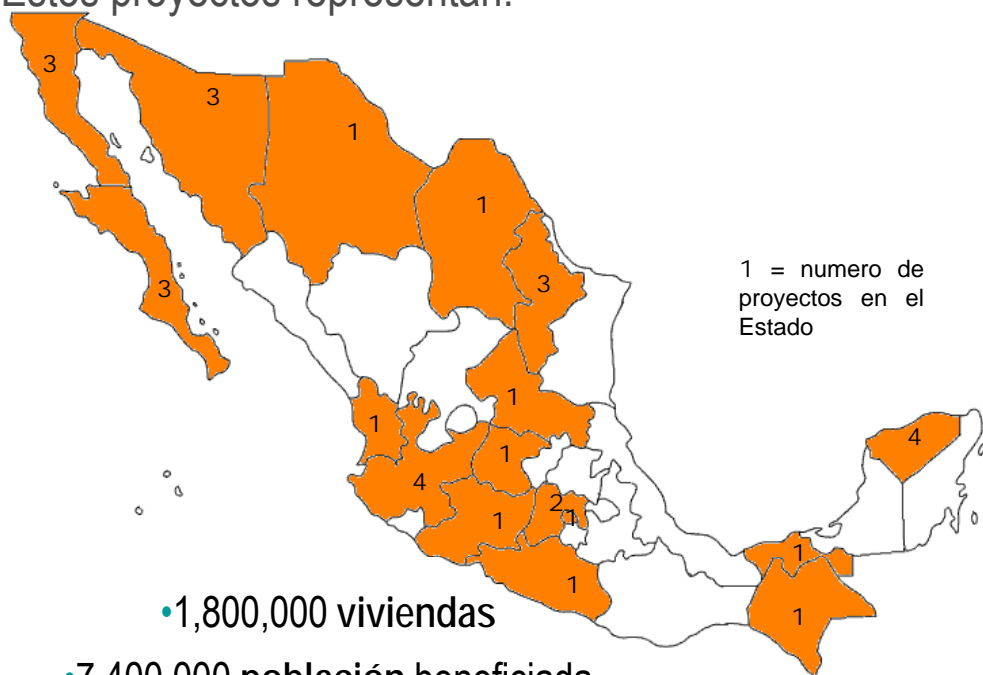 Estos proyectos representan:
3
3
1
1
3
3
1 = numero de
proyectos en el
Estado
1
1
4
1
4
2
1
1
1
1
1
•1,800,000 viviendas
•7,400,000 población beneficiada